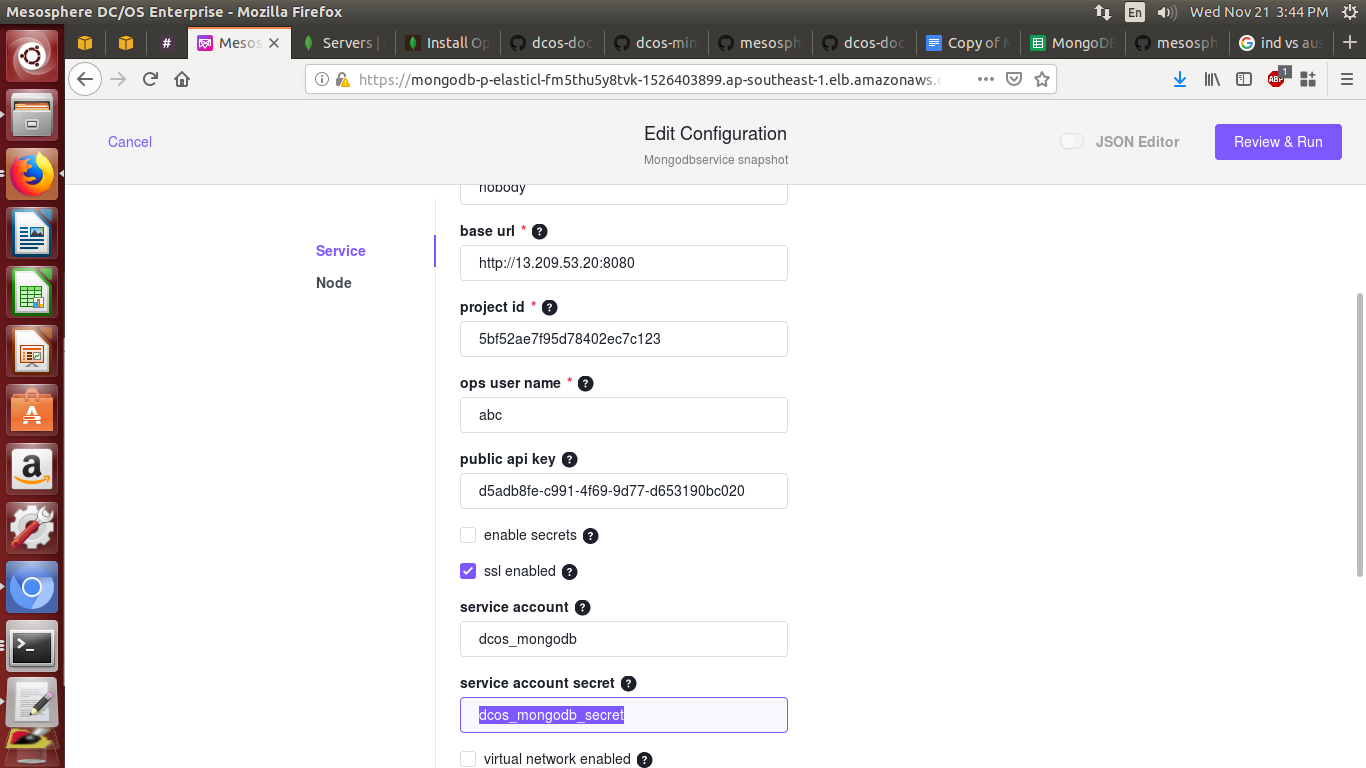 Mesosphere DC/OS Enterprise - Mozilla Firefox
En
Wed Nov 21 3:44 PM
#
Mesos
Servers |
Install Op
dcos-doc
dcos-min
mesosph
dcos-doc
Copy of M
MongoDB
mesosph
ind vs aus
https://mongodb-p-elasticl-fm5thu5y8tvk-1526403899.ap-southeast-1.elb.amazonaws.c
ABP
1
Cancel
Edit Configuration
Mongodbservice snapshot
JSON Editor
Review & Run
Service
Node
nobody
base url * ?
http://13.209.53.20:8080
project id * ?
5bf52ae7f95d78402ec7c123
ops user name * ?
abc
public api key ?
d5adb8fe-c991-4f69-9d77-d653190bc020
enable secrets ?
ssl enabled ?
service account ?
dcos_mongodb
service account secret ?
dcos_mongodb_secret
virtual network enabled ?